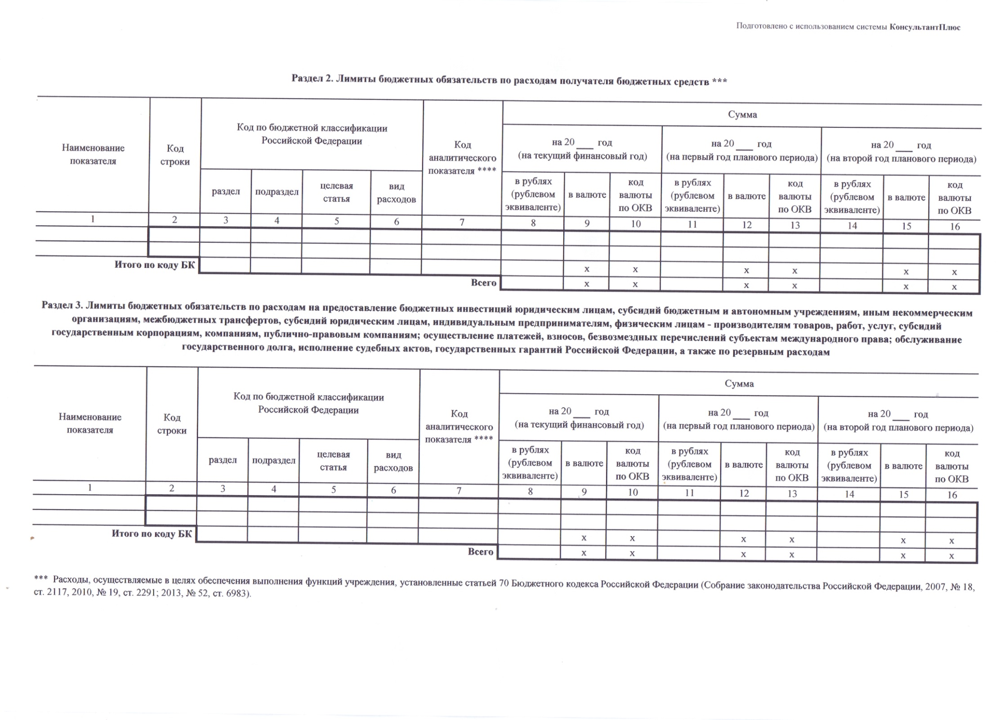 Подготовлено с использованием системы КонсультантПлюс
Раздел 2. Лимиты бюджетных обязательств по расходам получателя бюджетных средств ***
Наименование показателя
Код строки
Код по бюджетной классификации
Российской Федерации
раздел
подраздел
целевая статья
вид расходов
Код аналитического показателя ****
Сумма
на 20 ___ год
(на текущий финансовый год)
на 20 ___ год
(на первый год планового периода)
на 20 ___ год
(на второй год планового периода)
в рублях (рублевом эквиваленте)
в валюте
код валюты по ОКВ
в рублях (рублевом эквиваленте)
в валюте
код валюты по ОКВ
в рублях (рублевом эквиваленте)
в валюте
код валюты по ОКВ
1 2 3 4 5 6 7 8 9 10 11 12 13 14 15 16
Итого по коду БК х х х х х х
Всего х х х х х х
Раздел 3. Лимиты бюджетных обязательств по расходам на предоставление бюджетных инвестиций юридическим лицам, субсидий бюджетным и автономным учреждениям, иным некоммерческим
организациям, межбюджетных трансфертов, субсидий юридическим лицам, индивидуальным предпринимателям, физическим лицам - производителям товаров, работ, услуг, субсидий
государственным корпорациям, компаниям, публично-правовым компаниям; осуществление платежей, взносов, безвозмездных перечислений субъектам международного права; обслуживание
государственного долга, исполнение судебных актов, государственных гарантий Российской Федерации, а также по резервным расходам
Наименование показателя
Код строки
Код по бюджетной классификации
Российской Федерации
раздел
подраздел
целевая статья
вид расходов
Код аналитического показателя ****
Сумма
на 20 ___ год
(на текущий финансовый год)
на 20 ___ год
(на первый год планового периода)
на 20 ___ год
(на второй год планового периода)
в рублях (рублевом эквиваленте)
в валюте
код валюты по ОКВ
в рублях (рублевом эквиваленте)
в валюте
код валюты по ОКВ
в рублях (рублевом эквиваленте)
в валюте
код валюты по ОКВ
1 2 3 4 5 6 7 8 9 10 11 12 13 14 15 16
Итого по коду БК х х х х х х
Всего х х х х х х
*** Расходы, осуществляемые в целях обеспечения выполнения функций учреждения, установленные статьей 70 Бюджетного кодекса Российской Федерации (Собрание законодательства Российской Федерации, 2007, № 18,
ст. 2117, 2010, № 19, ст. 2291; 2013, № 52, ст. 6983).